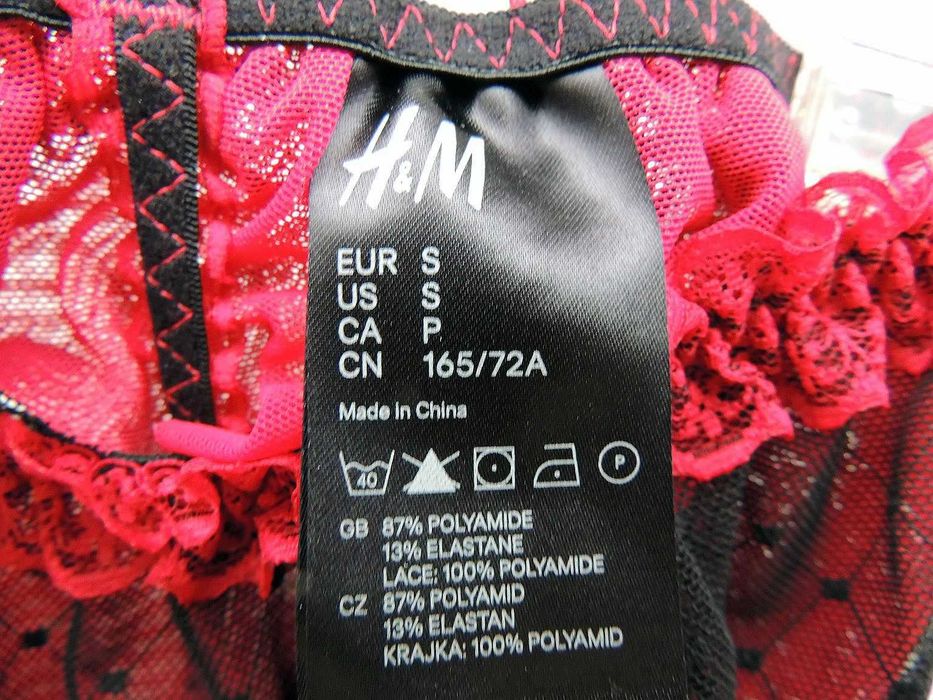 H&M
EUR S
US S
CA P
CN 165/72A
Made in China
40 P
GB 87% POLYAMIDE
13% ELASTANE
LACE: 100% POLYAMIDE
CZ 87% POLYAMID
13% ELASTAN
KRAJKA: 100% POLYAMID